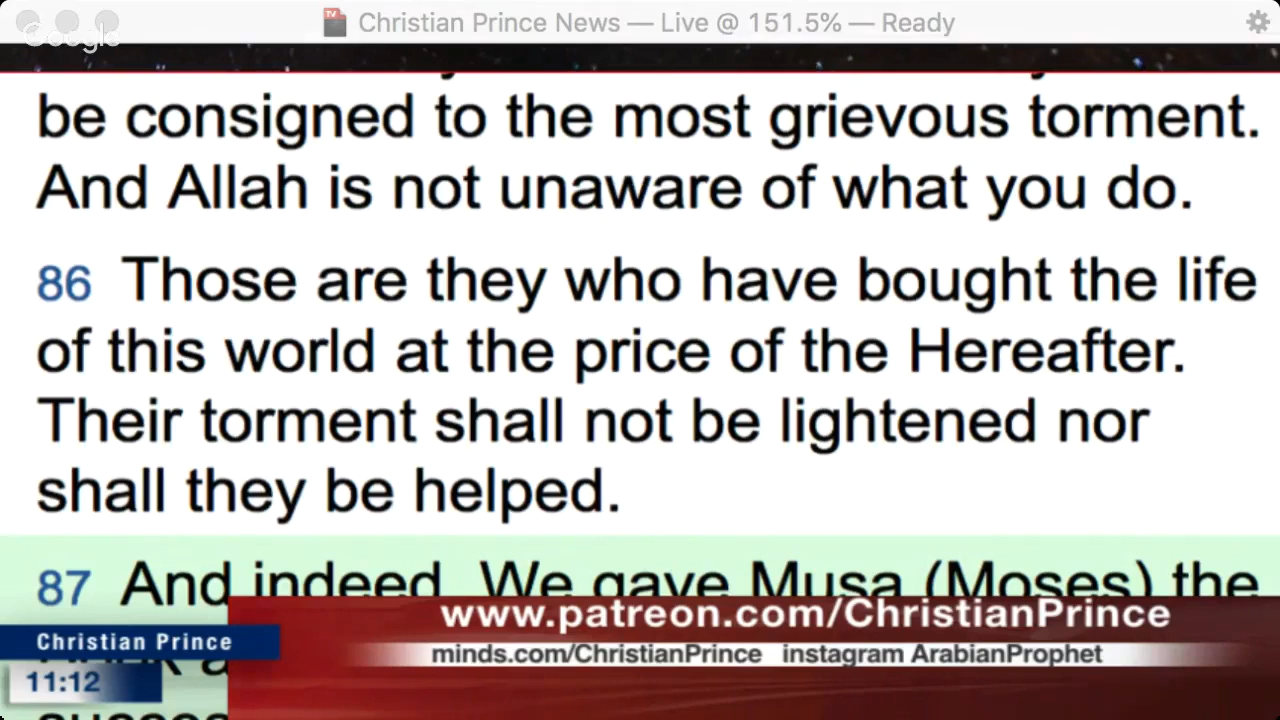 Christian Prince News — Live @ 151.5% — Ready
Google
be consigned to the most grievous torment.
And Allah is not unaware of what you do.
86 Those are they who have bought the life
of this world at the price of the Hereafter.
Their torment shall not be lightened nor
shall they be helped.
87 And indeed, We gave Musa (Moses) the
www.patreon.com/ChristianPrince
Christian Prince
minds.com/ChristianPrince instagram ArabianProphet
11:12